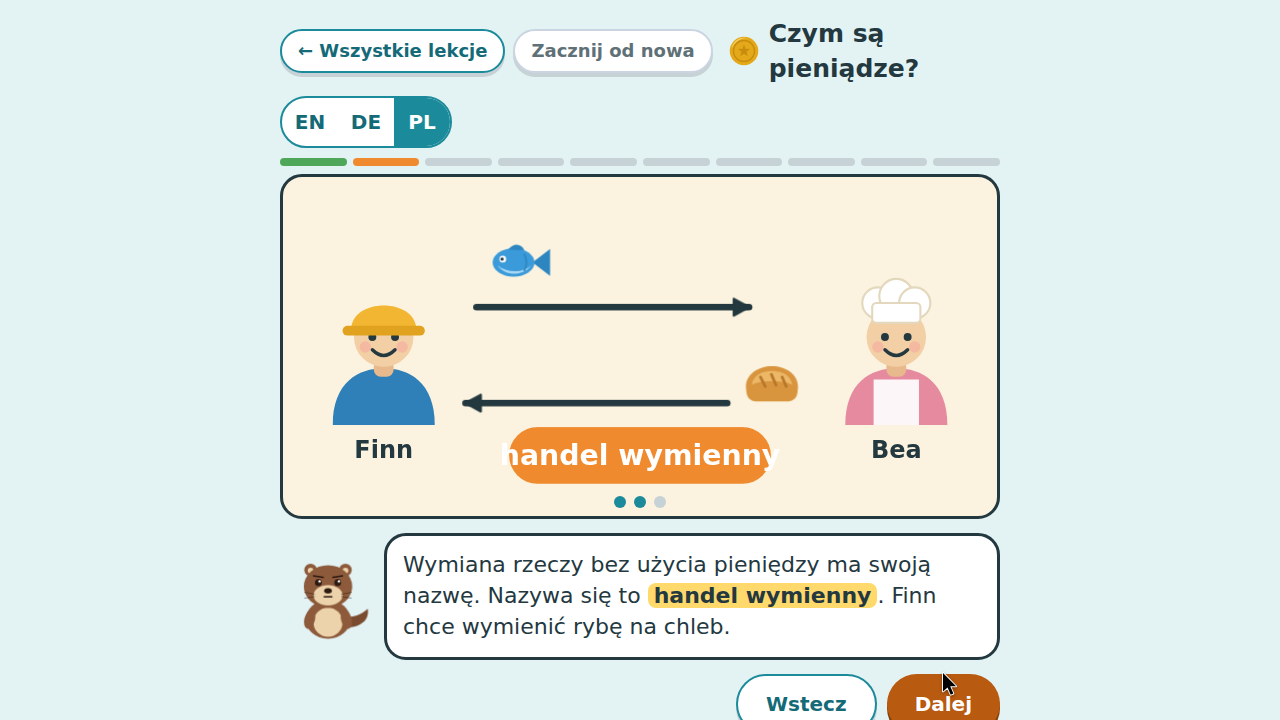 ← Wszystkie lekcje
Zacznij od nowa
Czym są
pieniądze?
EN DE PL
handel wymienny
Finn
Bea
Wymiana rzeczy bez użycia pieniędzy ma swoją
nazwę. Nazywa się to handel wymienny. Finn
chce wymienić rybę na chleb.
Wstecz
Dalej